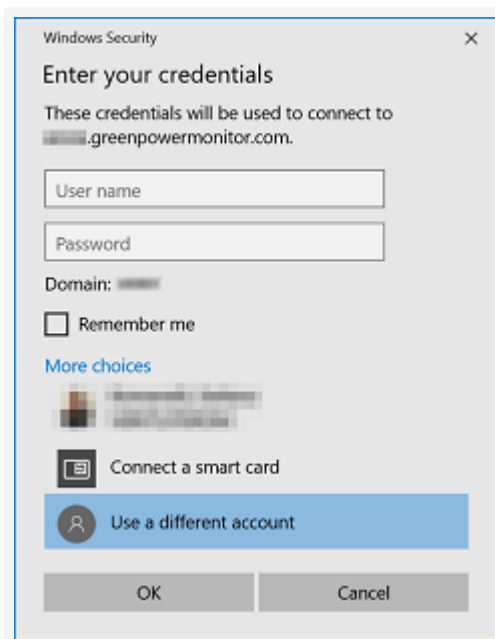 Windows Security
Enter your credentials
These credentials will be used to connect to
.greenpowermonitor.com.
User name
Password
Domain:
Remember me
More choices
Connect a smart card
Use a different account
OK
Cancel